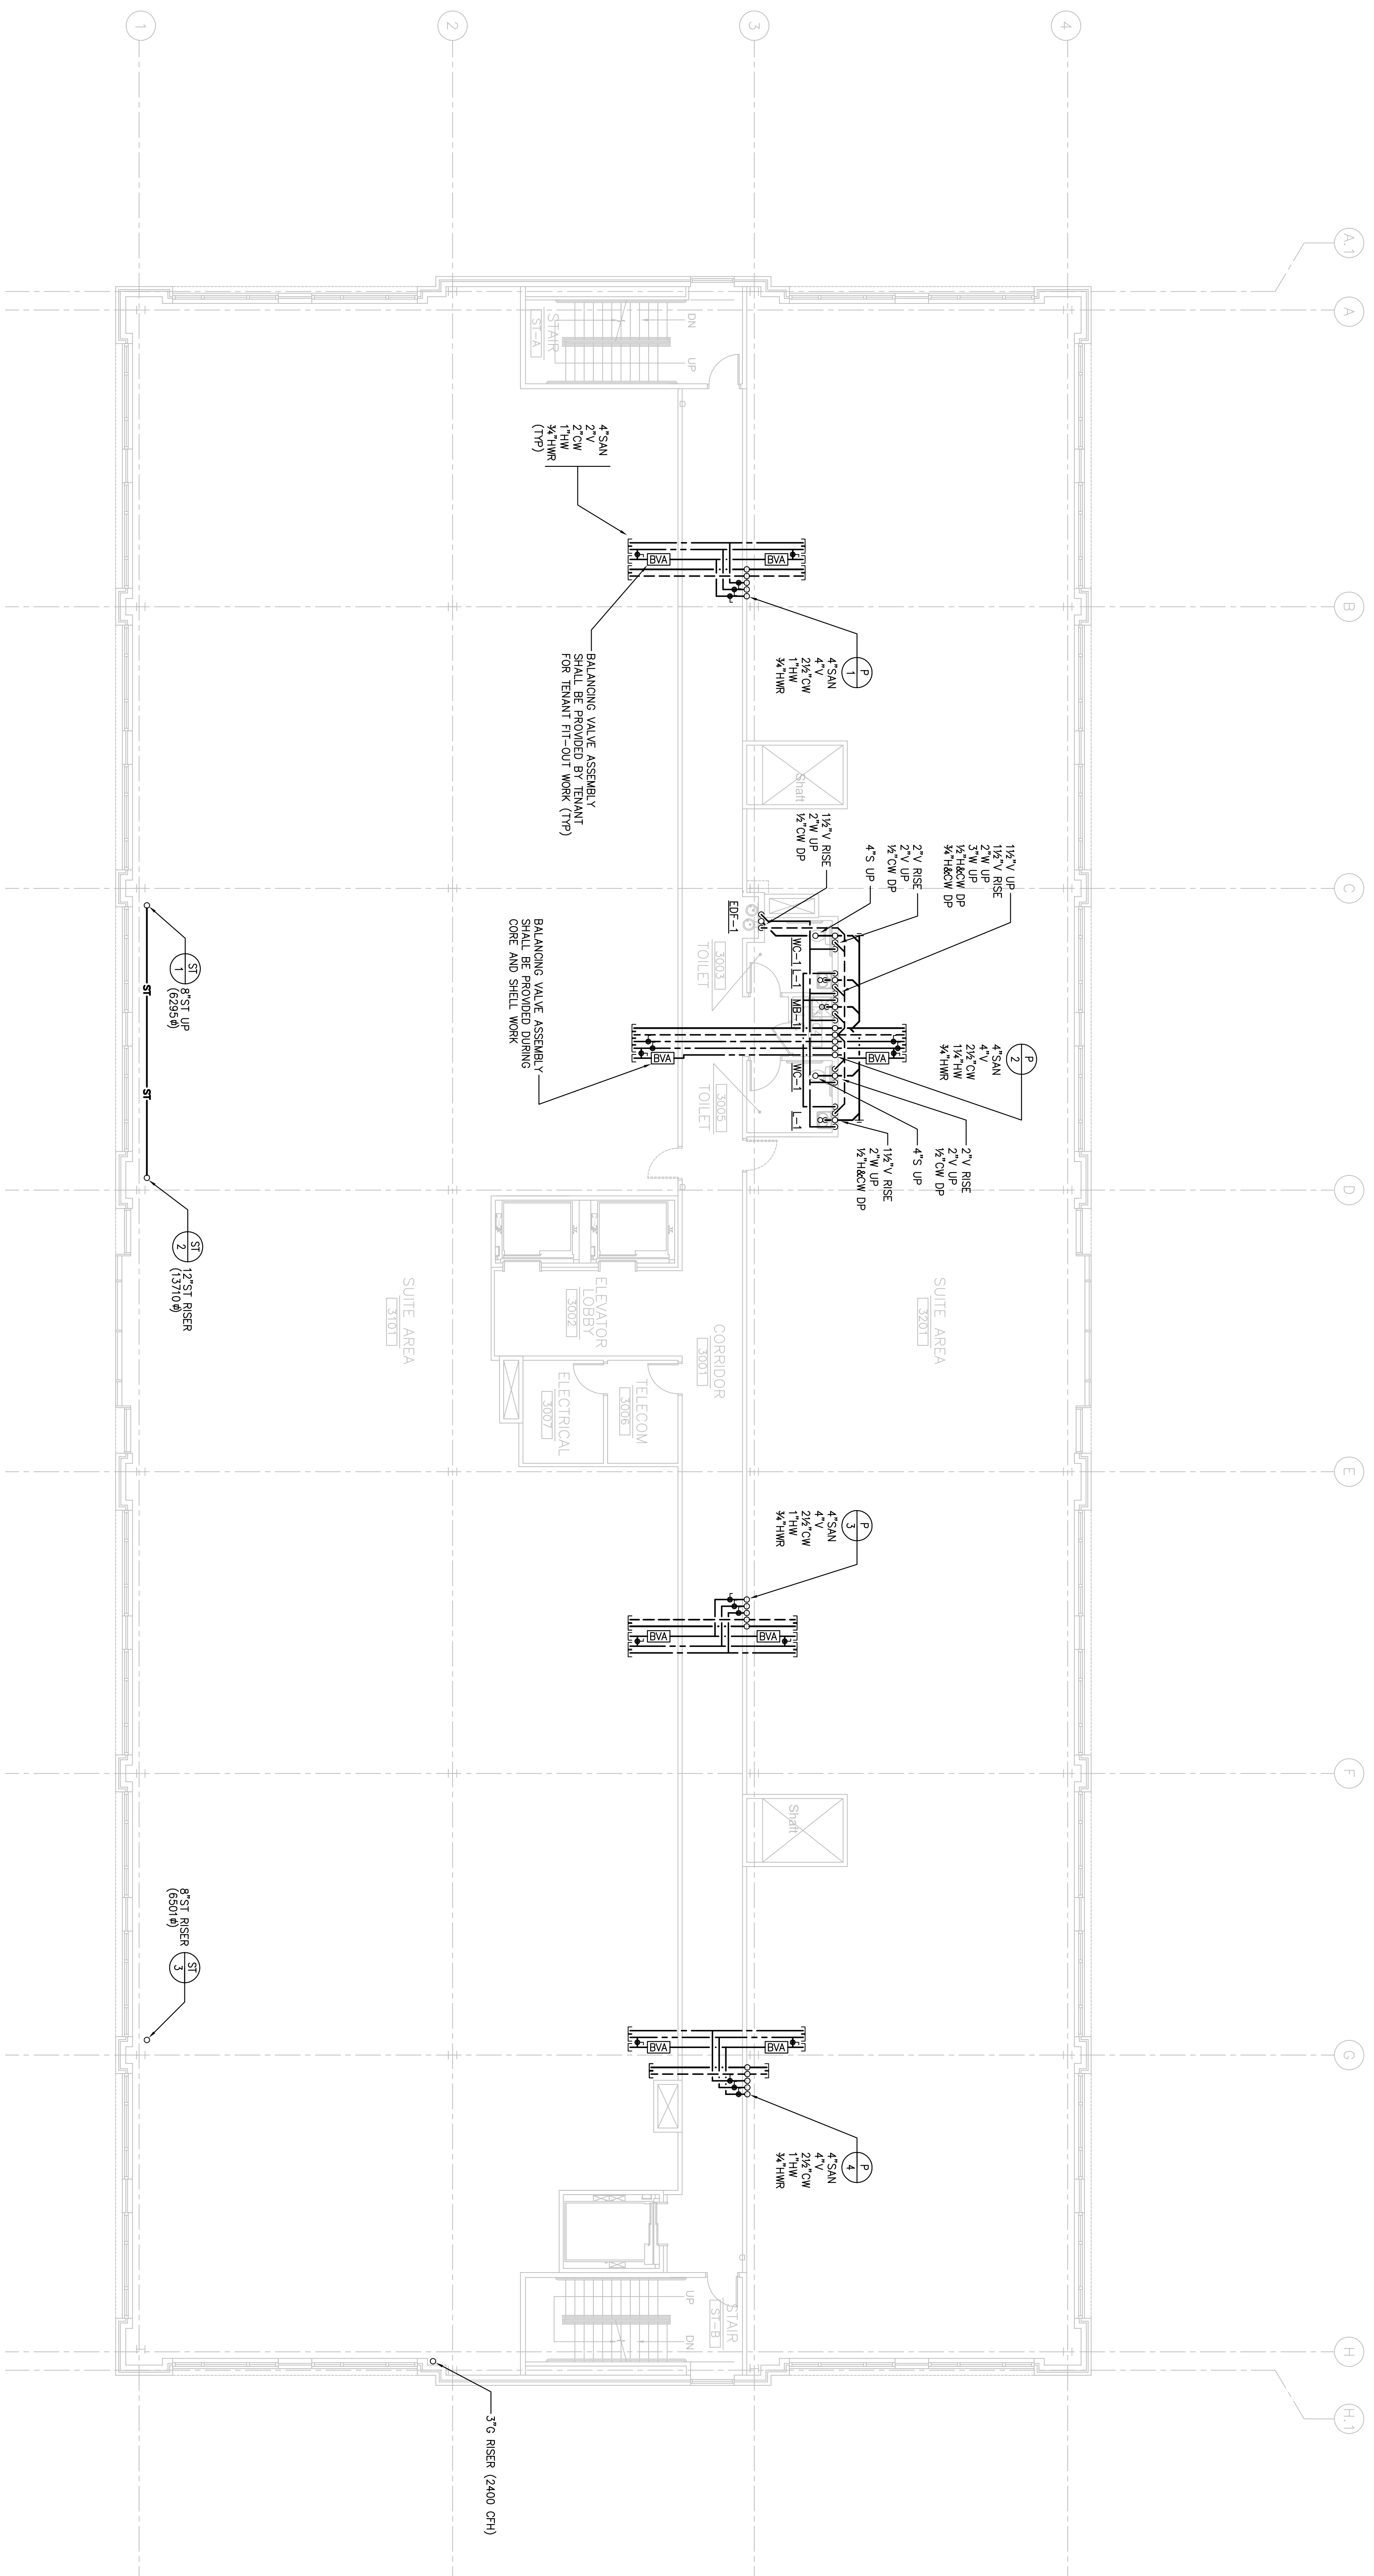 A.1
A
B
C
D
E
F
G
H
H.1
4
3
2
1
1½"V UP
1½"V RISE
2"W UP
3"W UP
½"H&CW DP
¾"H&CW DP
2"V RISE
2"V UP
½"CW DP
4"S UP
1½"V RISE
2"W UP
½"CW DP
P
2
4"SAN
4"V
2½"CW
1¼"HW
¾"HWR
2"V RISE
2"V UP
½"CW DP
4"S UP
1½"V RISE
2"W UP
½"H&CW DP
SUITE AREA
3201
P
1
4"SAN
4"V
2½"CW
1"HW
¾"HWR
Shaft
BVA
WC-1
L-1
MB-1
WC-1
L-1
EDF-1
3003
TOILET
3005
TOILET
P
3
4"SAN
4"V
2½"CW
1"HW
¾"HWR
Shaft
P
4
4"SAN
4"V
2½"CW
1"HW
¾"HWR
BVA
BVA
BVA
CORRIDOR
3001
DN
UP
STAIR
ST-A
STAIR
ST-B
UP
DN
BVA
BVA
BVA
BVA
4"SAN
2"V
2"CW
1"HW
¾"HWR
(TYP)
BALANCING VALVE ASSEMBLY
SHALL BE PROVIDED BY TENANT
FOR TENANT FIT-OUT WORK (TYP)
BALANCING VALVE ASSEMBLY
SHALL BE PROVIDED DURING
CORE AND SHELL WORK
ELEVATOR
LOBBY
3002
TELECOM
3006
ELECTRICAL
3007
SUITE AREA
3101
3"G RISER (2400 CFH)
ST
1
8"ST UP
(6295⌀)
ST
ST
ST
2
12"ST RISER
(13710⌀)
8"ST RISER
(6501⌀)
ST
3